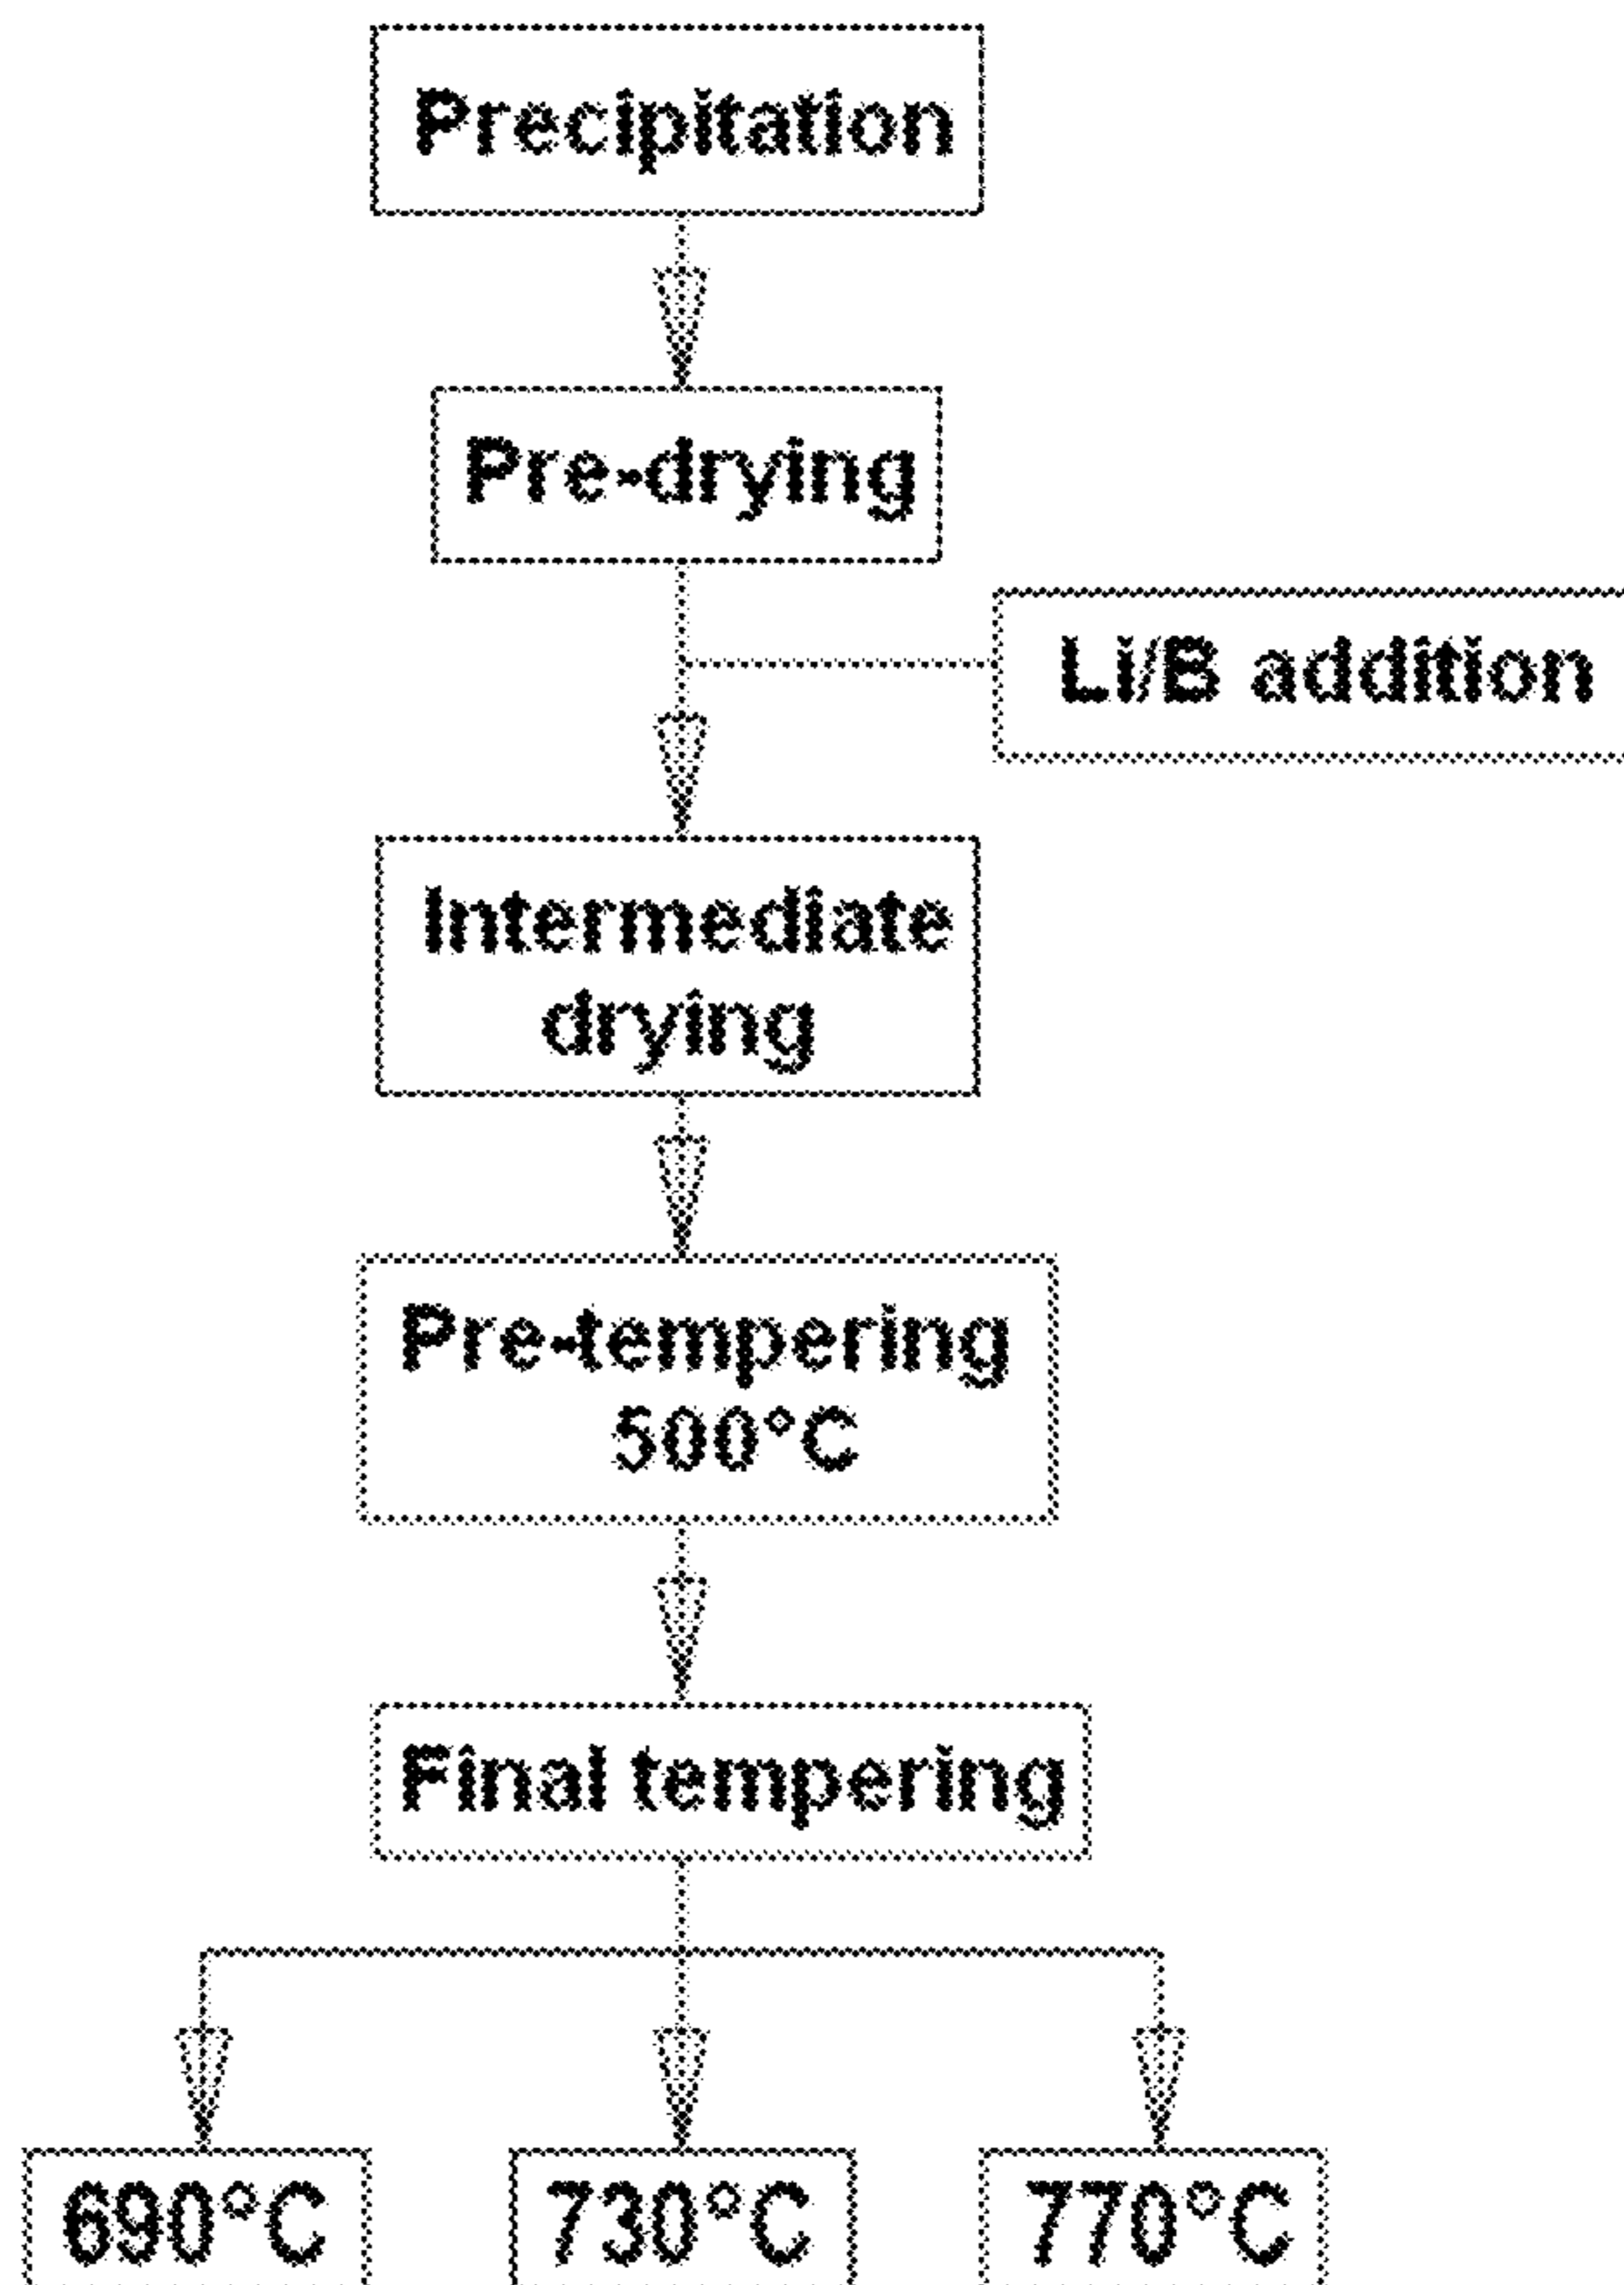 Precipitation
Pre-drying
Li/B addition
Intermediate
drying
Pre-tempering
500°C
Final tempering
690°C
730°C
770°C